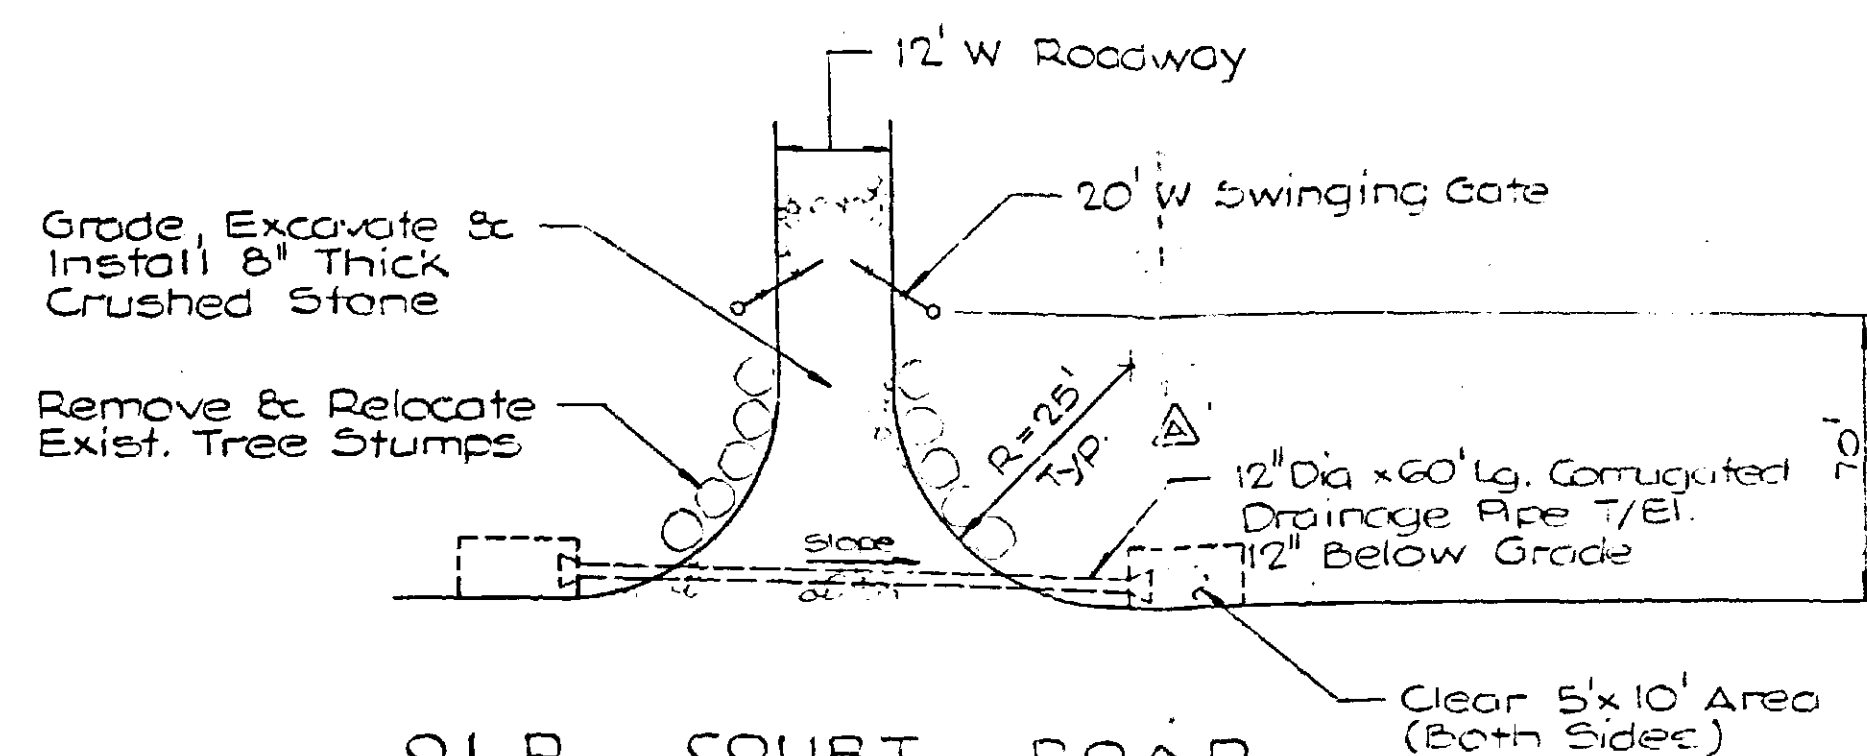 12' W Roadway
20' W Swinging Gate
Grade, Excavate &
Install 8" Thick
Crushed Stone
Remove & Relocate
Exist. Tree Stumps
R=25'
Typ.
A
70'
12" Dia x 60' Lg. Corrugated
Drainage Pipe T/El.
12" Below Grade
Slope
Clear 5'x 10' Area
(Both Sides)
OLD COURT ROAD